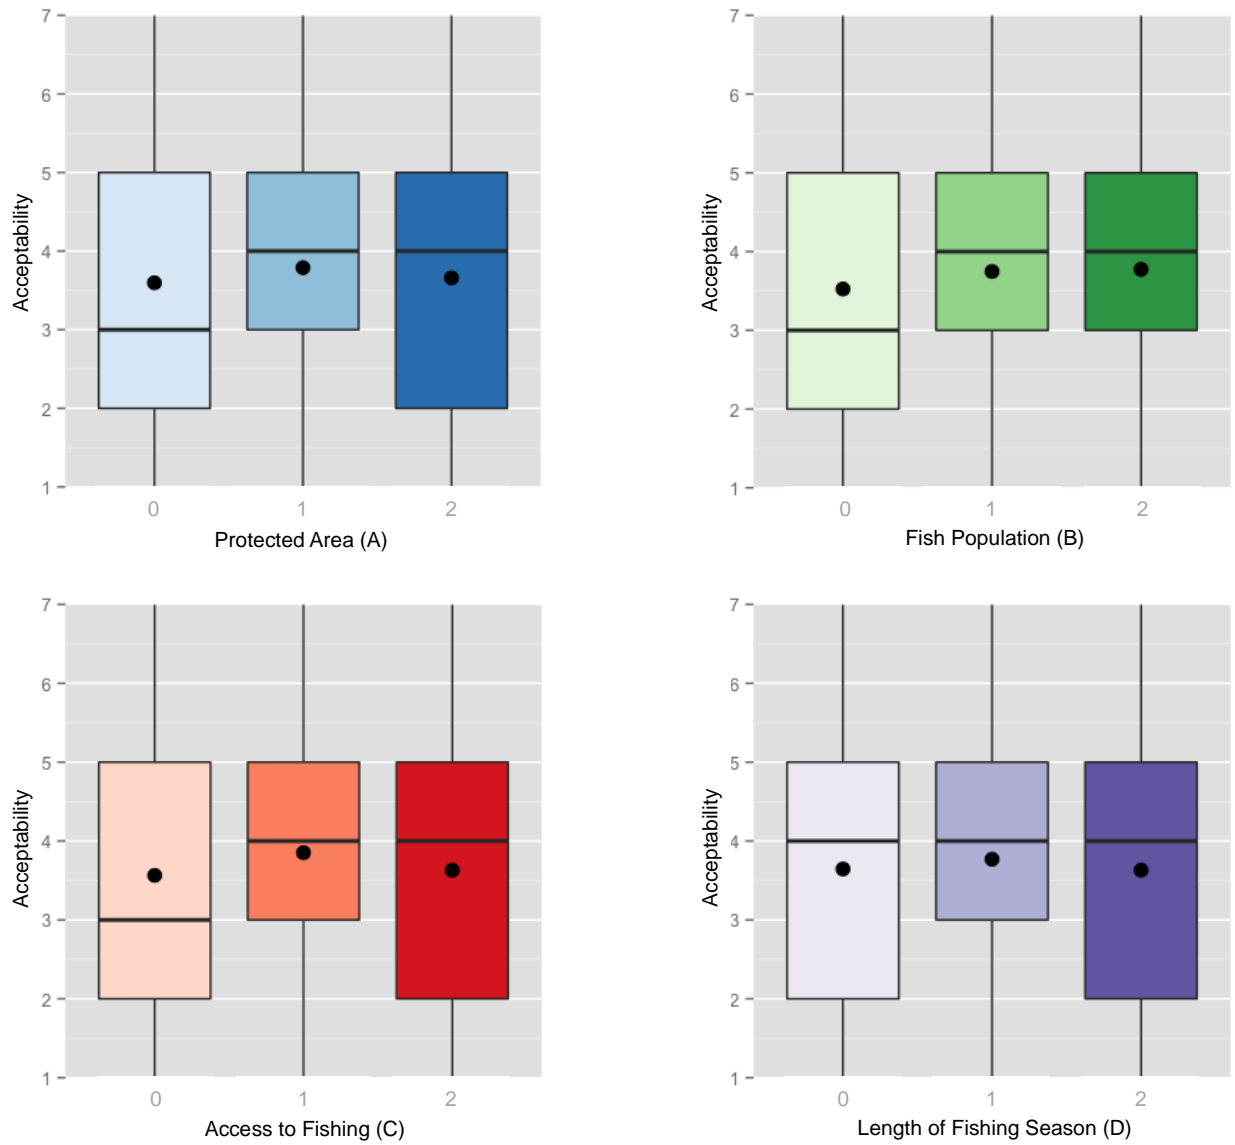 7
6
5
4
3
2
1
Acceptability
0 1 2
Protected Area (A)
7
6
5
4
3
2
1
Acceptability
0 1 2
Fish Population (B)
7
6
5
4
3
2
1
Acceptability
0 1 2
Access to Fishing (C)
7
6
5
4
3
2
1
Acceptability
0 1 2
Length of Fishing Season (D)